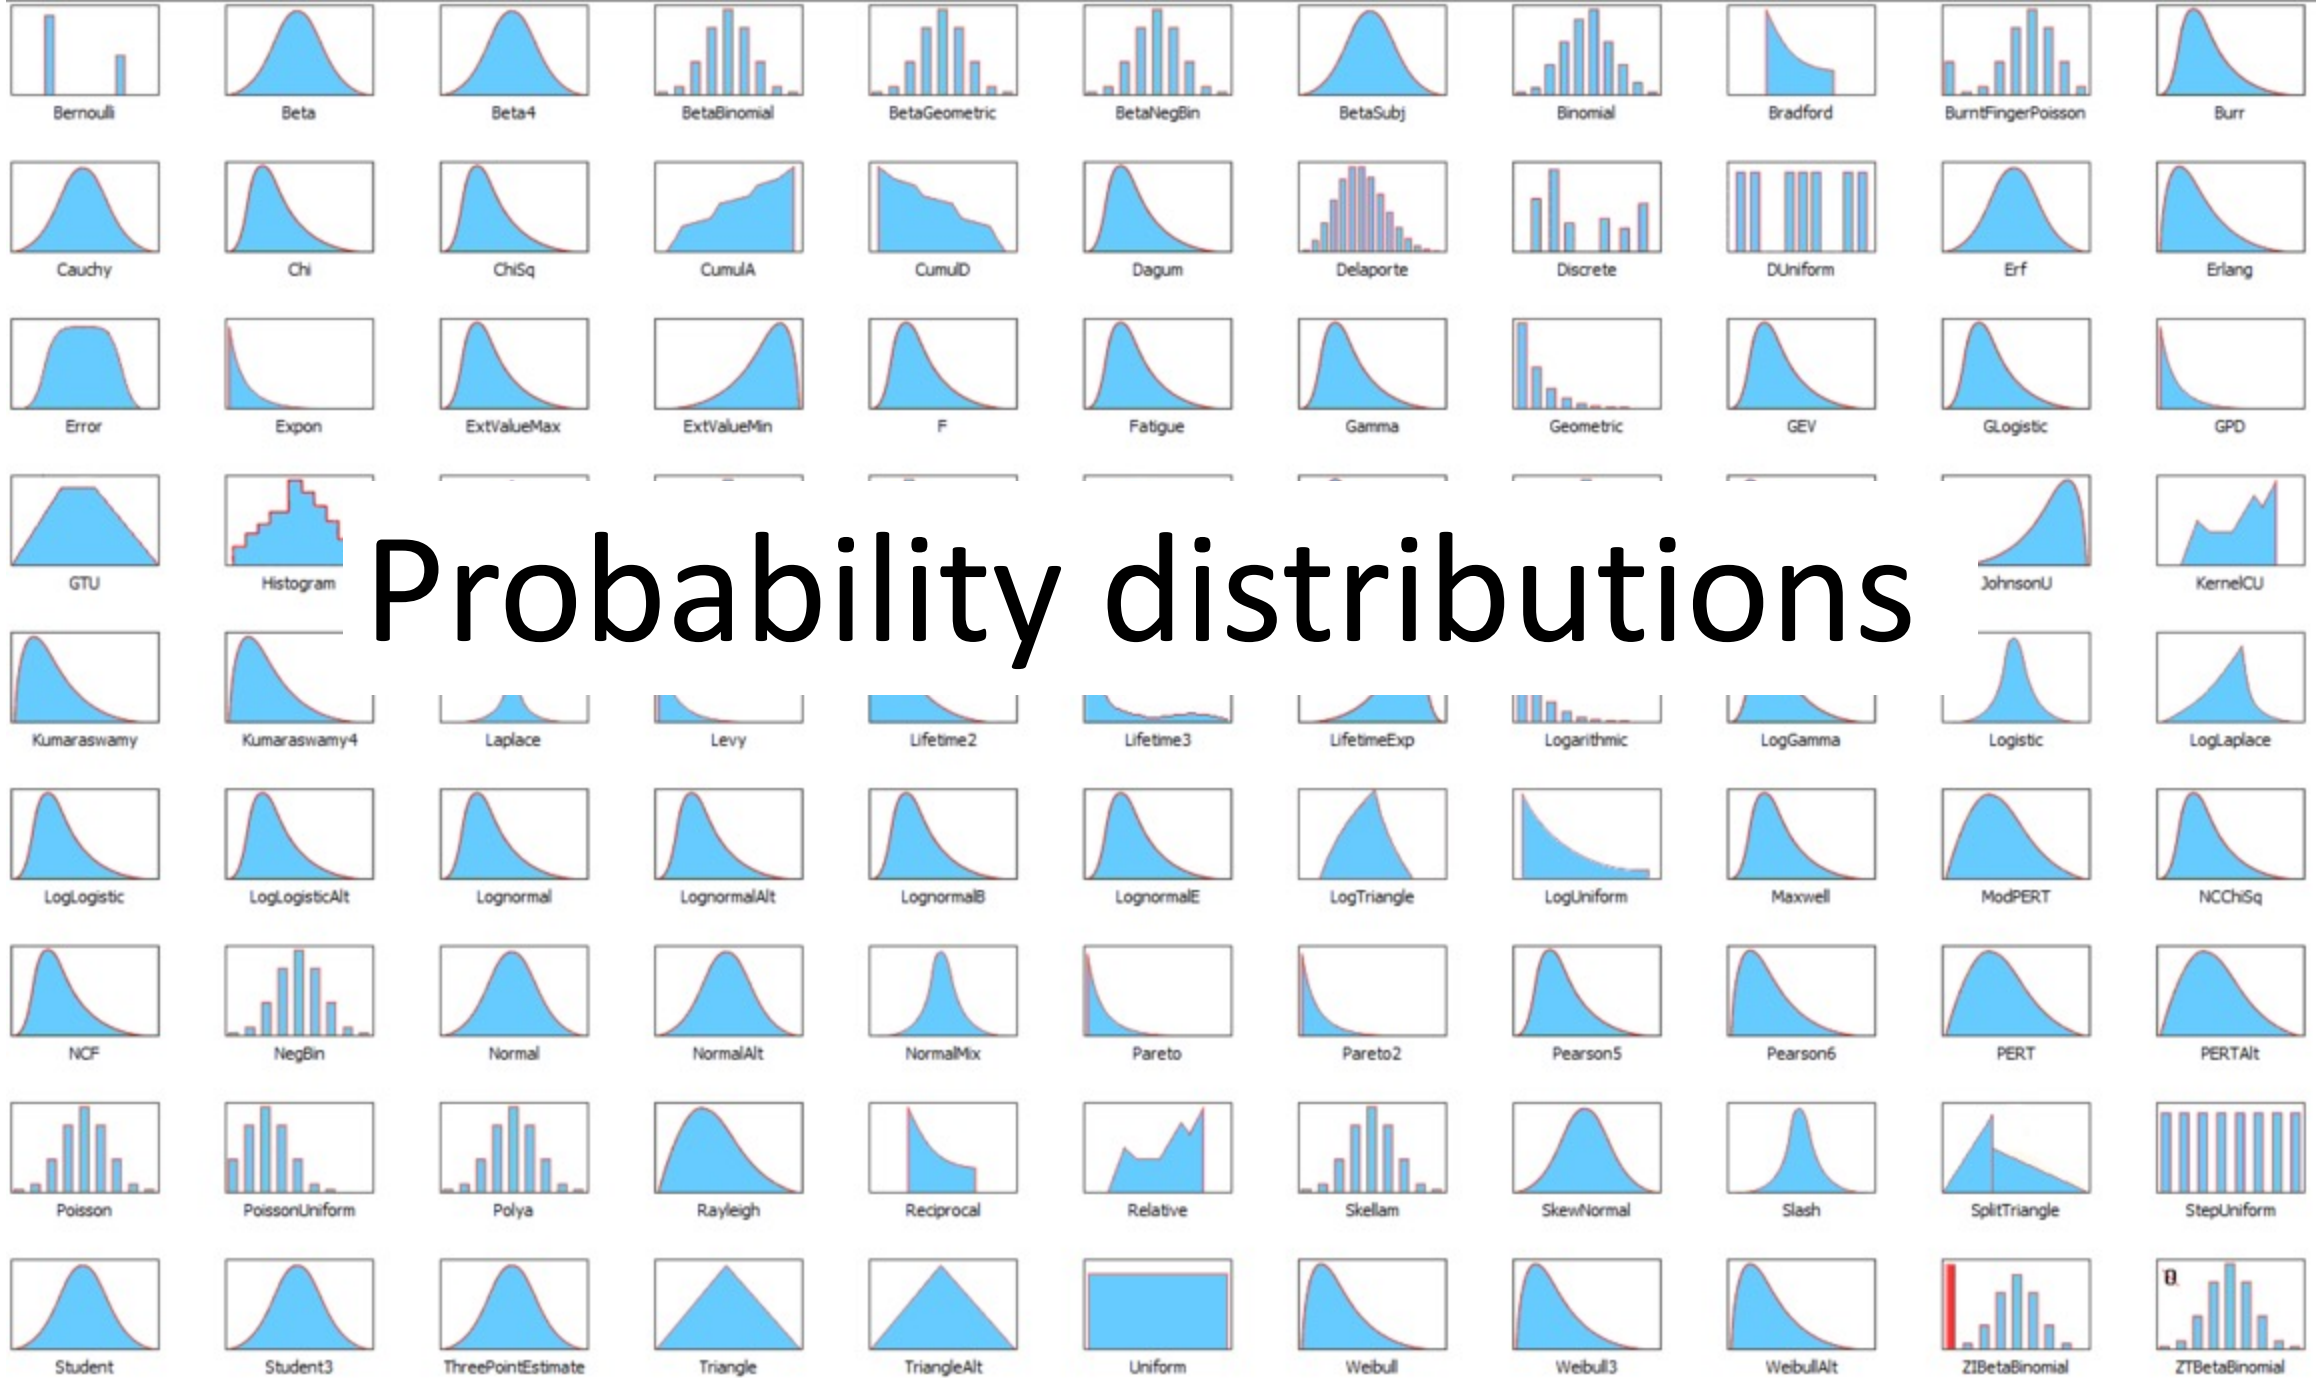 Bernoulli Beta Beta4 BetaBinomial BetaGeometric BetaNegBin BetaSubj Binomial Bradford BurntFingerPoisson Burr
Cauchy Chi ChiSq CumulA CumulD Dagum Delaporte Discrete DUniform Erf Erlang
Error Expon ExtValueMax ExtValueMin F Fatigue Gamma Geometric GEV GLogistic GPD
GTU Histogram JohnsonU KernelCU
Probability distributions
Kumaraswamy Kumaraswamy4 Laplace Levy Lifetime2 Lifetime3 LifetimeExp Logarithmic LogGamma Logistic LogLaplace
LogLogistic LogLogisticAlt Lognormal LognormalAlt LognormalB LognormalE LogTriangle LogUniform Maxwell ModPERT NCChiSq
NCF NegBin Normal NormalAlt NormalMix Pareto Pareto2 Pearson5 Pearson6 PERT PERTAlt
Poisson PoissonUniform Polya Rayleigh Reciprocal Relative Skellam SkewNormal Slash SplitTriangle StepUniform
Student Student3 ThreePointEstimate Triangle TriangleAlt Uniform Weibull Weibull3 WeibullAlt ZIBetaBinomial ZTBetaBinomial